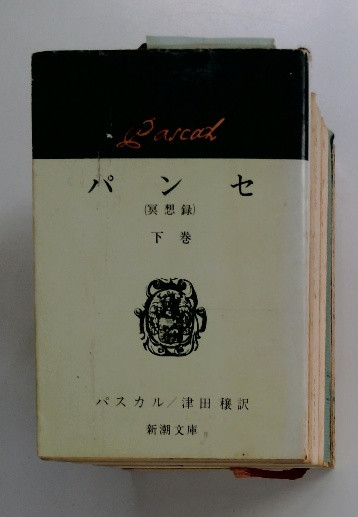 Pascal
パンセ
(冥想録)
下巻
パスカル/津田穣訳
新潮文庫